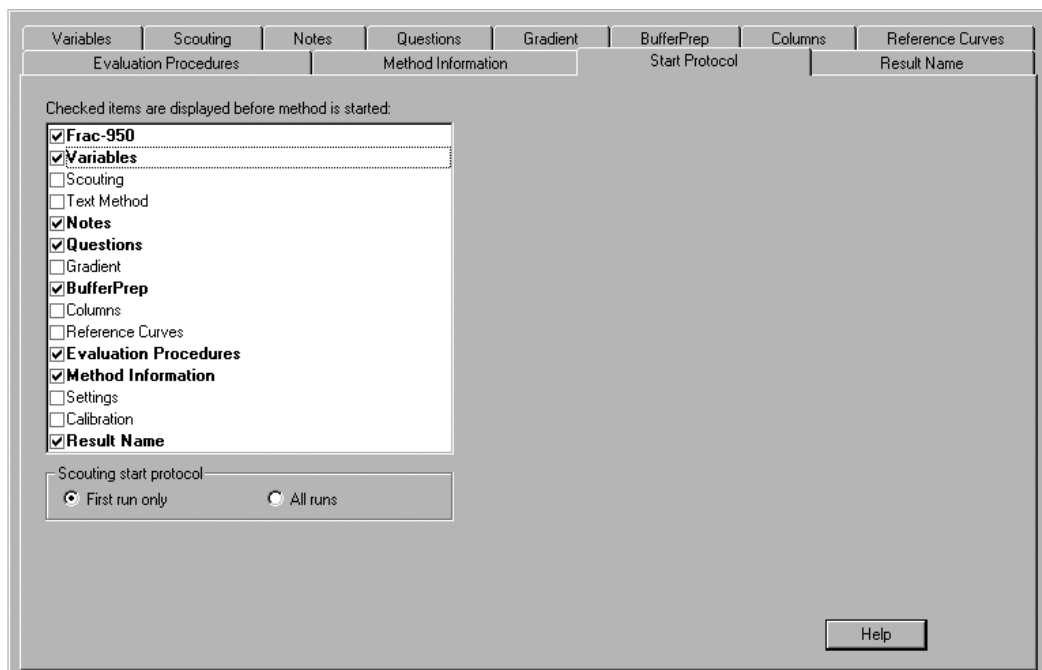 Variables Scouting Notes Questions Gradient BufferPrep Columns Reference Curves
Evaluation Procedures Method Information Start Protocol Result Name
Checked items are displayed before method is started:
Frac-950
Variables
Scouting
Text Method
Notes
Questions
Gradient
BufferPrep
Columns
Reference Curves
Evaluation Procedures
Method Information
Settings
Calibration
Result Name
Scouting start protocol
First run only All runs
Help